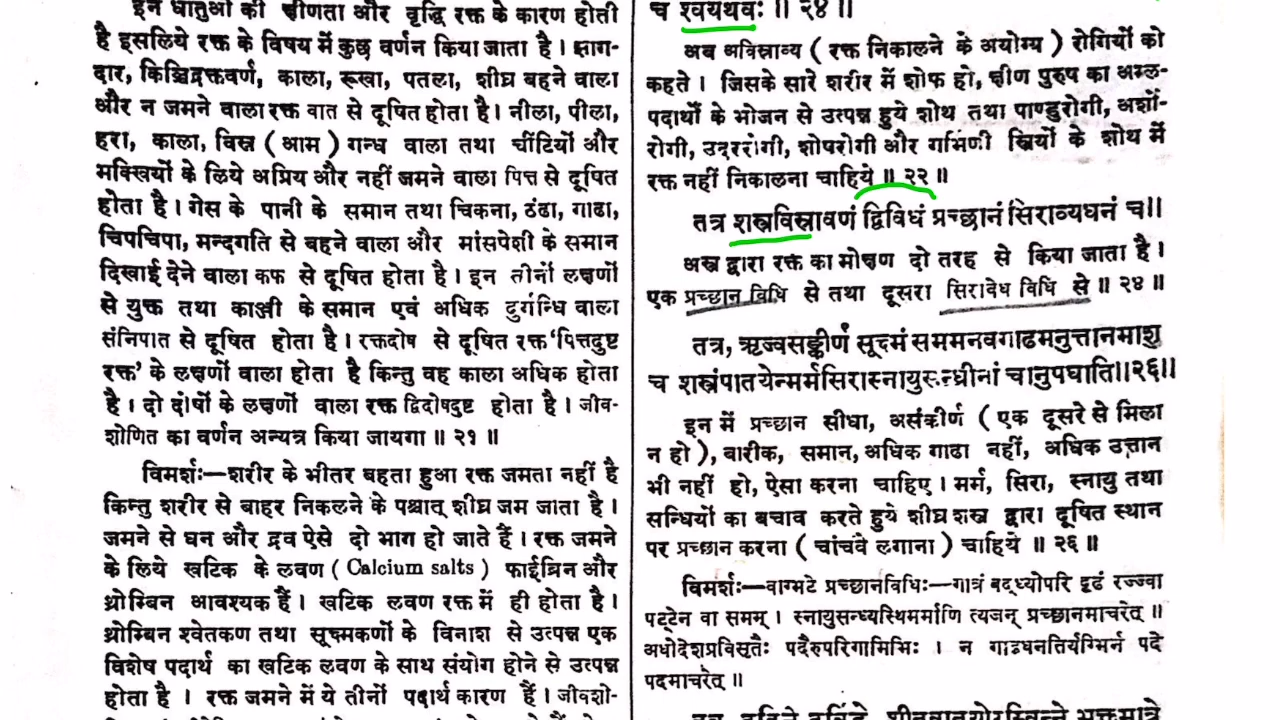 इन धातुओं की क्षीणता और वृद्धि रक्त के कारण होती
है इसलिये रक्त के विषय में कुछ वर्णन किया जाता है। झाग-
दार, किञ्चिद्रक्तवर्ण, काला, रूखा, पतला, शीघ्र बहने वाला
और न जमने वाला रक्त वात से दूषित होता है। नीला, पीला,
हरा, काला, विस्र ( आम ) गन्ध वाला तथा चींटियों और
मक्खियों के लिये अप्रिय और नहीं जमने वाला पित्त से दूषित
होता है। गेरू के पानी के समान तथा चिकना, ठंढा, गाढा,
चिपचिपा, मन्दगति से बहने वाला और मांसपेशी के समान
दिखाई देने वाला कफ से दूषित होता है। इन तीनों लक्षणों
से युक्त तथा काञ्जी के समान एवं अधिक दुर्गन्धि वाला
संनिपात से दूषित होता है। रक्तदोष से दूषित रक्त 'पित्तदुष्ट
रक्त' के लक्षणों वाला होता है किन्तु वह काला अधिक होता
है। दो दोषों के लक्षणों वाला रक्त द्विदोषदुष्ट होता है। जीव-
शोणित का वर्णन अन्यत्र किया जायगा ॥ २१ ॥
विमर्शः—शरीर के भीतर बहता हुआ रक्त जमता नहीं है
किन्तु शरीर से बाहर निकलने के पश्चात् शीघ्र जम जाता है।
जमने से घन और द्रव ऐसे दो भाग हो जाते हैं। रक्त जमने
के लिये खटिक के लवण ( Calcium salts ) फाईब्रिन और
थ्रोम्बिन आवश्यक हैं। खटिक लवण रक्त में ही होता है।
थ्रोम्बिन श्वेतकण तथा सूक्ष्मकणों के विनाश से उत्पन्न एक
विशेष पदार्थ का खटिक लवण के साथ संयोग होने से उत्पन्न
होता है । रक्त जमने में ये तीनों पदार्थ कारण हैं। जीवशो-
च श्वयथवः ॥ २४ ॥
अब अविस्राव्य ( रक्त निकालने के अयोग्य ) रोगियों को
कहते । जिसके सारे शरीर में शोफ हो, क्षीण पुरुष का अम्ल-
पदार्थों के भोजन से उत्पन्न हुये शोथ तथा पाण्डुरोगी, अर्शो-
रोगी, उदररोगी, शोषरोगी और गर्भिणी स्त्रियों के शोथ में
रक्त नहीं निकालना चाहिये ॥ २२ ॥
तत्र शस्त्रविस्रावणं द्विविधं प्रच्छानं सिराव्यधनं च॥
अस्त्र द्वारा रक्त का मोक्षण दो तरह से किया जाता है।
एक प्रच्छान विधि से तथा दूसरा सिरावेध विधि से ॥ २४ ॥
तत्र, ऋज्वसङ्कीर्णं सूक्ष्मं सममनवगाढमनुत्तानमाशु
च शस्त्रंपातयेन्मर्मसिरास्नायुसन्धीनां चानुपघाति॥२६॥
इन में प्रच्छान सीधा, असंकीर्ण ( एक दूसरे से मिला
न हो ), बारीक, समान, अधिक गाढा नहीं, अधिक उत्तान
भी नहीं हो, ऐसा करना चाहिए। मर्म, सिरा, स्नायु तथा
सन्धियों का बचाव करते हुये शीघ्र शस्त्र द्वारा दूषित स्थान
पर प्रच्छान करना ( चांचवे लगाना ) चाहिये ॥ २६ ॥
विमर्शः—वाग्भटे प्रच्छानविधिः—गात्रं बद्ध्वोपरि दृढं रज्ज्वा
पट्टेन वा समम् । स्नायुसन्ध्यस्थिमर्माणि त्यजन् प्रच्छानमाचरेत् ॥
अधोदेशप्रविसृतैः पदैरुपरिगामिभिः । न गाढघनतिर्यग्भिर्न पदे
पदमाचरेत् ॥